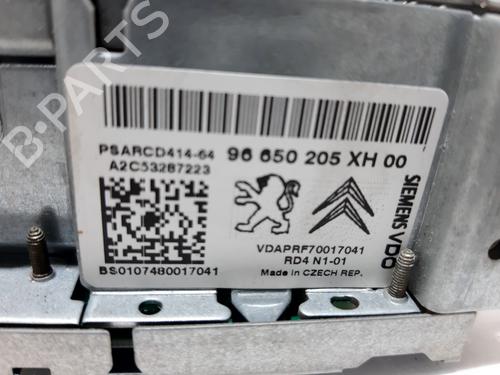 PSARCD414-64
96 650 205 XH 00
A2C53287223
SIEMENS VDO
VDAPRF70017041
RD4 N1-01
BS0107480017041
Made in CZECH REP.
B-PARTS